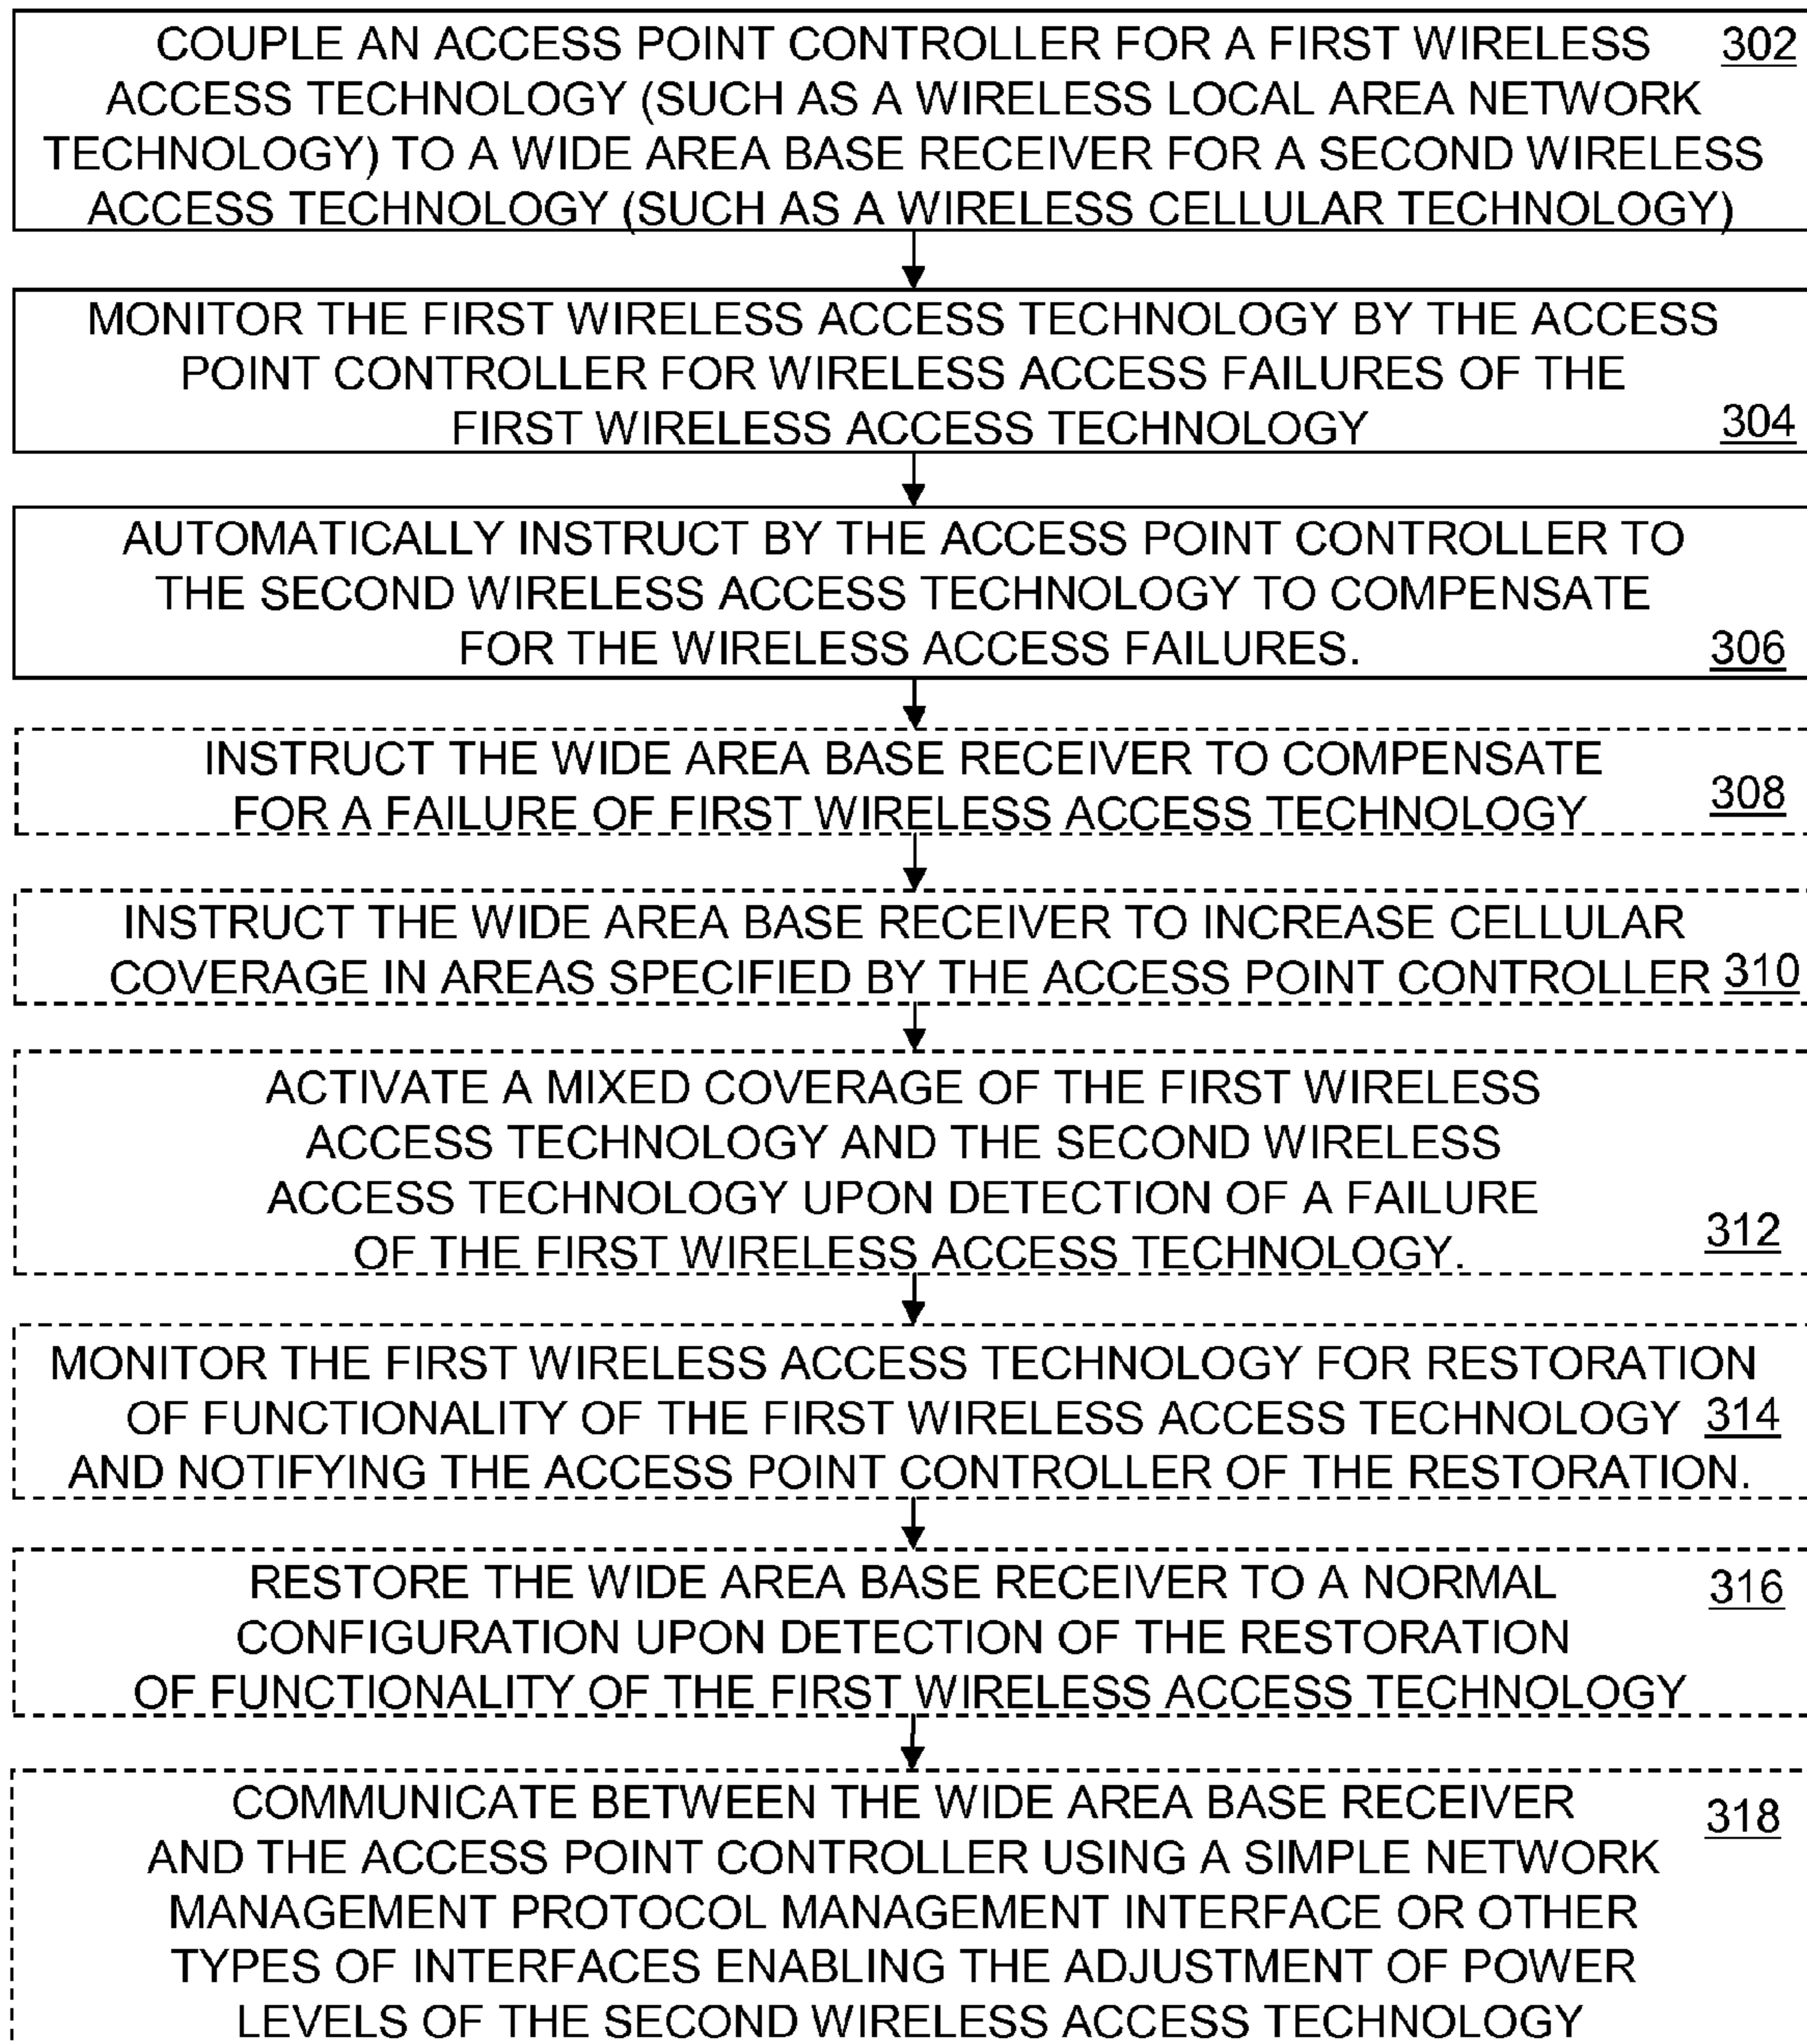 COUPLE AN ACCESS POINT CONTROLLER FOR A FIRST WIRELESS 302
ACCESS TECHNOLOGY (SUCH AS A WIRELESS LOCAL AREA NETWORK
TECHNOLOGY) TO A WIDE AREA BASE RECEIVER FOR A SECOND WIRELESS
ACCESS TECHNOLOGY (SUCH AS A WIRELESS CELLULAR TECHNOLOGY)
MONITOR THE FIRST WIRELESS ACCESS TECHNOLOGY BY THE ACCESS
POINT CONTROLLER FOR WIRELESS ACCESS FAILURES OF THE
FIRST WIRELESS ACCESS TECHNOLOGY 304
AUTOMATICALLY INSTRUCT BY THE ACCESS POINT CONTROLLER TO
THE SECOND WIRELESS ACCESS TECHNOLOGY TO COMPENSATE
FOR THE WIRELESS ACCESS FAILURES. 306
INSTRUCT THE WIDE AREA BASE RECEIVER TO COMPENSATE
FOR A FAILURE OF FIRST WIRELESS ACCESS TECHNOLOGY 308
INSTRUCT THE WIDE AREA BASE RECEIVER TO INCREASE CELLULAR
COVERAGE IN AREAS SPECIFIED BY THE ACCESS POINT CONTROLLER 310
ACTIVATE A MIXED COVERAGE OF THE FIRST WIRELESS
ACCESS TECHNOLOGY AND THE SECOND WIRELESS
ACCESS TECHNOLOGY UPON DETECTION OF A FAILURE
OF THE FIRST WIRELESS ACCESS TECHNOLOGY. 312
MONITOR THE FIRST WIRELESS ACCESS TECHNOLOGY FOR RESTORATION
OF FUNCTIONALITY OF THE FIRST WIRELESS ACCESS TECHNOLOGY 314
AND NOTIFYING THE ACCESS POINT CONTROLLER OF THE RESTORATION.
RESTORE THE WIDE AREA BASE RECEIVER TO A NORMAL 316
CONFIGURATION UPON DETECTION OF THE RESTORATION
OF FUNCTIONALITY OF THE FIRST WIRELESS ACCESS TECHNOLOGY
COMMUNICATE BETWEEN THE WIDE AREA BASE RECEIVER 318
AND THE ACCESS POINT CONTROLLER USING A SIMPLE NETWORK
MANAGEMENT PROTOCOL MANAGEMENT INTERFACE OR OTHER
TYPES OF INTERFACES ENABLING THE ADJUSTMENT OF POWER
LEVELS OF THE SECOND WIRELESS ACCESS TECHNOLOGY